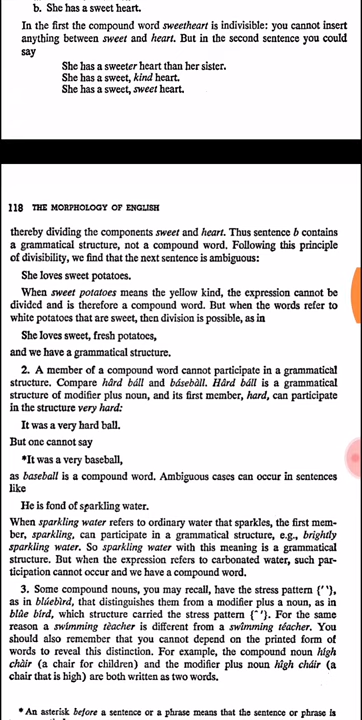 b. She has a sweet heart.
In the first the compound word sweetheart is indivisible: you cannot insert
anything between sweet and heart. But in the second sentence you could
say
She has a sweeter heart than her sister.
She has a sweet, kind heart.
She has a sweet, sweet heart.
118 THE MORPHOLOGY OF ENGLISH
thereby dividing the components sweet and heart. Thus sentence b contains
a grammatical structure, not a compound word. Following this principle
of divisibility, we find that the next sentence is ambiguous:
She loves sweet potatoes.
When sweet potatoes means the yellow kind, the expression cannot be
divided and is therefore a compound word. But when the words refer to
white potatoes that are sweet, then division is possible, as in
She loves sweet, fresh potatoes,
and we have a grammatical structure.
2. A member of a compound word cannot participate in a grammatical
structure. Compare hârd báll and básebàll. Hârd báll is a grammatical
structure of modifier plus noun, and its first member, hard, can participate
in the structure very hard:
It was a very hard ball.
But one cannot say
*It was a very baseball,
as baseball is a compound word. Ambiguous cases can occur in sentences
like
He is fond of sparkling water.
When sparkling water refers to ordinary water that sparkles, the first mem-
ber, sparkling, can participate in a grammatical structure, e.g., brightly
sparkling water. So sparkling water with this meaning is a grammatical
structure. But when the expression refers to carbonated water, such par-
ticipation cannot occur and we have a compound word.
3. Some compound nouns, you may recall, have the stress pattern {ˊˋ},
as in blúebìrd, that distinguishes them from a modifier plus a noun, as in
blûe bírd, which structure carried the stress pattern {ˆˊ}. For the same
reason a swímming tèacher is different from a swîmming téacher. You
should also remember that you cannot depend on the printed form of
words to reveal this distinction. For example, the compound noun hígh
chàir (a chair for children) and the modifier plus noun hîgh cháir (a
chair that is high) are both written as two words.
* An asterisk before a sentence or a phrase means that the sentence or phrase is